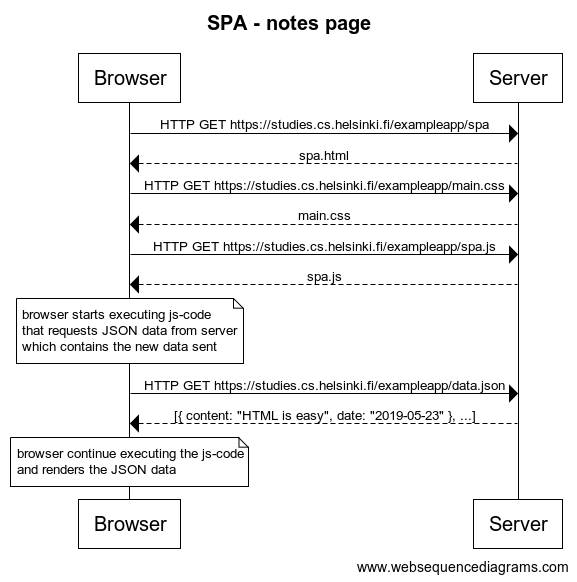 SPA - notes page
Browser
Server
HTTP GET https://studies.cs.helsinki.fi/exampleapp/spa
spa.html
HTTP GET https://studies.cs.helsinki.fi/exampleapp/main.css
main.css
HTTP GET https://studies.cs.helsinki.fi/exampleapp/spa.js
spa.js
browser starts executing js-code
that requests JSON data from server
which contains the new data sent
HTTP GET https://studies.cs.helsinki.fi/exampleapp/data.json
[{ content: "HTML is easy", date: "2019-05-23" }, ...]
browser continue executing the js-code
and renders the JSON data
Browser
Server
www.websequencediagrams.com